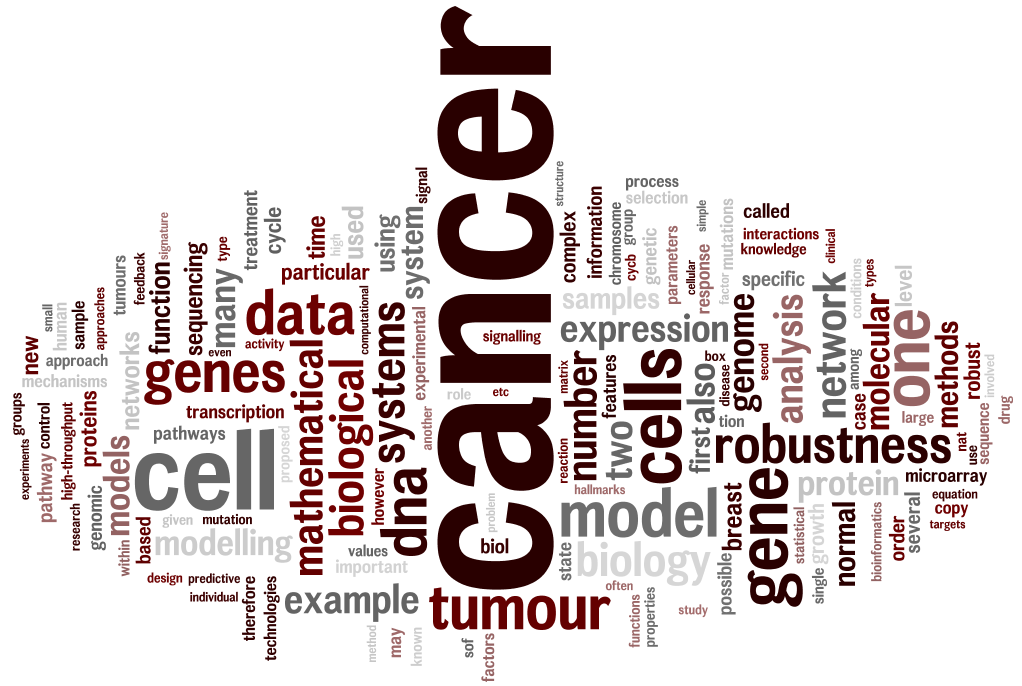 cancer
structure
signal
process
selection
treatment
cycle
time
high
used
using
system
complex
information
chromosome
group
cycb
genetic
simple
mutations
called
interactions
knowledge
clinical
signature
feedback
tumours
function
sequencing
type
many
even
particular
data
activity
computational
experimental
signalling
samples
parameters
cellular
response
factor
specific
conditions
types
level
small
human
sample
approaches
new
approach
mechanisms
networks
genes
mathematical
biological
systems
another
role
etc
expression
matrix
features
number
cells
box
also
disease
genome
second
analysis
network
among
case
molecular
one
methods
robust
involved
drug
groups
control
proteins
transcription
pathways
proposed
cell
however
dna
problem
biol
reaction
two
hallmarks
first
tion
robustness
large
nat
use
sequence
experiments
pathway
high-throughput
research
genomic
models
within
based
given
mutation
modelling
values
important
model
state
biology
breast
gene
protein
statistical
growth
microarray
equation
copy
targets
several
order
bioinformatics
normal
single
possible
design
predictive
individual
therefore
technologies
example
tumour
often
functions
properties
study
method
may
known
sof
factors